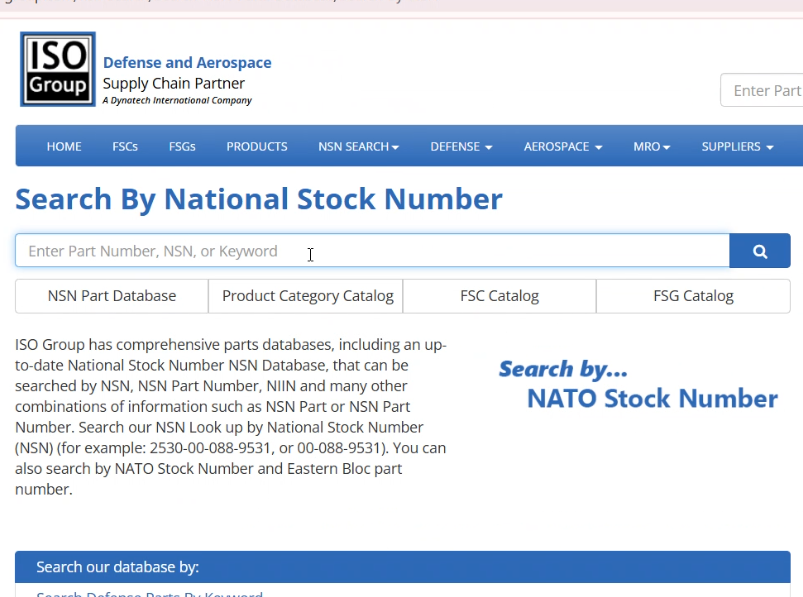 ISO
Group
Defense and Aerospace
Supply Chain Partner
A Dynatech International Company
Enter Part
HOME FSCs FSGs PRODUCTS NSN SEARCH DEFENSE AEROSPACE MRO SUPPLIERS
Search By National Stock Number
Enter Part Number, NSN, or Keyword
NSN Part Database Product Category Catalog FSC Catalog FSG Catalog
ISO Group has comprehensive parts databases, including an up-
to-date National Stock Number NSN Database, that can be
searched by NSN, NSN Part Number, NIIN and many other
combinations of information such as NSN Part or NSN Part
Number. Search our NSN Look up by National Stock Number
(NSN) (for example: 2530-00-088-9531, or 00-088-9531). You can
also search by NATO Stock Number and Eastern Bloc part
number.
Search by...
NATO Stock Number
Search our database by:
Search Defense Parts By Keyword